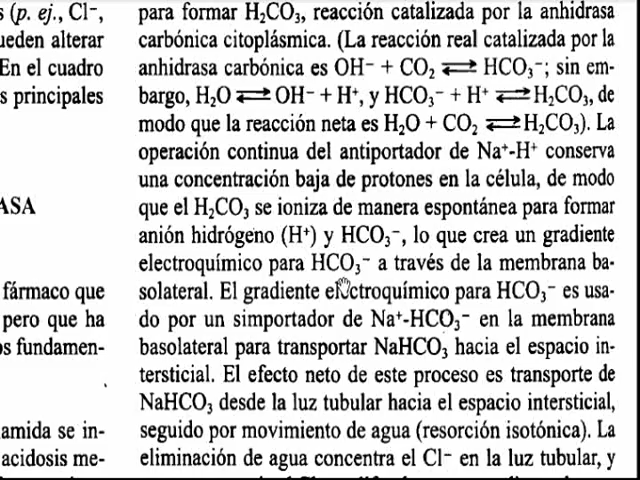 s (p. ej., Cl⁻,
ueden alterar
En el cuadro
s principales
ASA
fármaco que
pero que ha
os fundamen-
amida se in-
acidosis me-
para formar H₂CO₃, reacción catalizada por la anhidrasa
carbónica citoplásmica. (La reacción real catalizada por la
anhidrasa carbónica es OH⁻ + CO₂ ⇌ HCO₃⁻; sin em-
bargo, H₂O ⇌ OH⁻ + H⁺, y HCO₃⁻ + H⁺ ⇌ H₂CO₃, de
modo que la reacción neta es H₂O + CO₂ ⇌ H₂CO₃). La
operación continua del antiportador de Na⁺-H⁺ conserva
una concentración baja de protones en la célula, de modo
que el H₂CO₃ se ioniza de manera espontánea para formar
anión hidrógeno (H⁺) y HCO₃⁻, lo que crea un gradiente
electroquímico para HCO₃⁻ a través de la membrana ba-
solateral. El gradiente electroquímico para HCO₃⁻ es usa-
do por un simportador de Na⁺-HCO₃⁻ en la membrana
basolateral para transportar NaHCO₃ hacia el espacio in-
tersticial. El efecto neto de este proceso es transporte de
NaHCO₃ desde la luz tubular hacia el espacio intersticial,
seguido por movimiento de agua (resorción isotónica). La
eliminación de agua concentra el Cl⁻ en la luz tubular, y